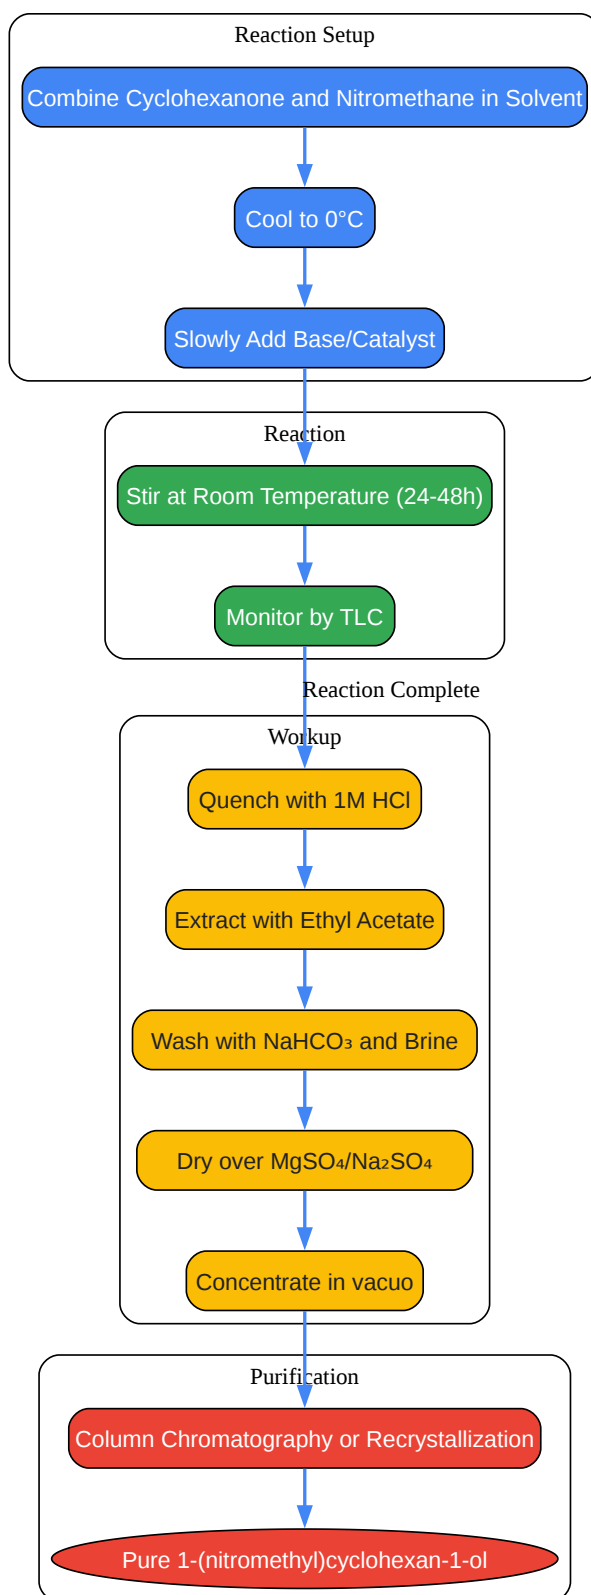 Reaction Setup
Combine Cyclohexanone and Nitromethane in Solvent
Cool to 0°C
Slowly Add Base/Catalyst
Reaction
Stir at Room Temperature (24-48h)
Monitor by TLC
Reaction Complete
Workup
Quench with 1M HCl
Extract with Ethyl Acetate
Wash with NaHCO₃ and Brine
Dry over MgSO₄/Na₂SO₄
Concentrate in vacuo
Purification
Column Chromatography or Recrystallization
Pure 1-(nitromethyl)cyclohexan-1-ol